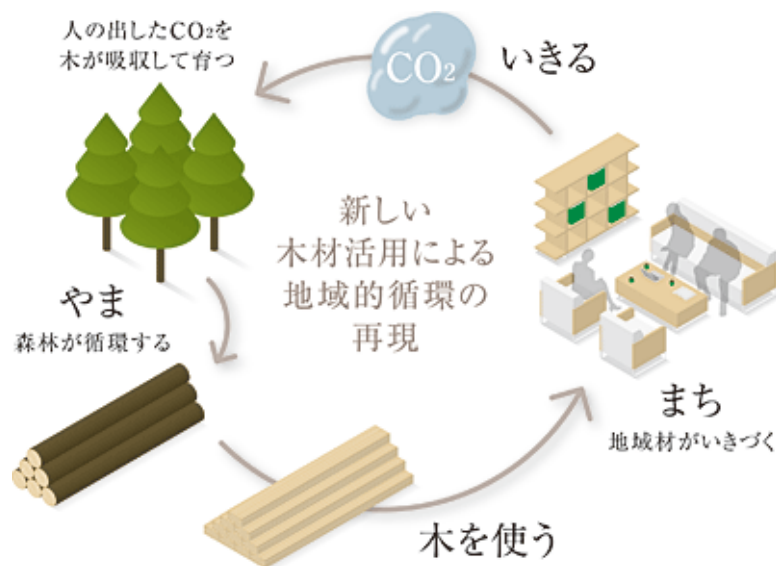 人の出したCO₂を
木が吸収して育つ
CO₂
いきる
新しい
木材活用による
地域的循環の
再現
やま
森林が循環する
まち
地域材がいきづく
木を使う